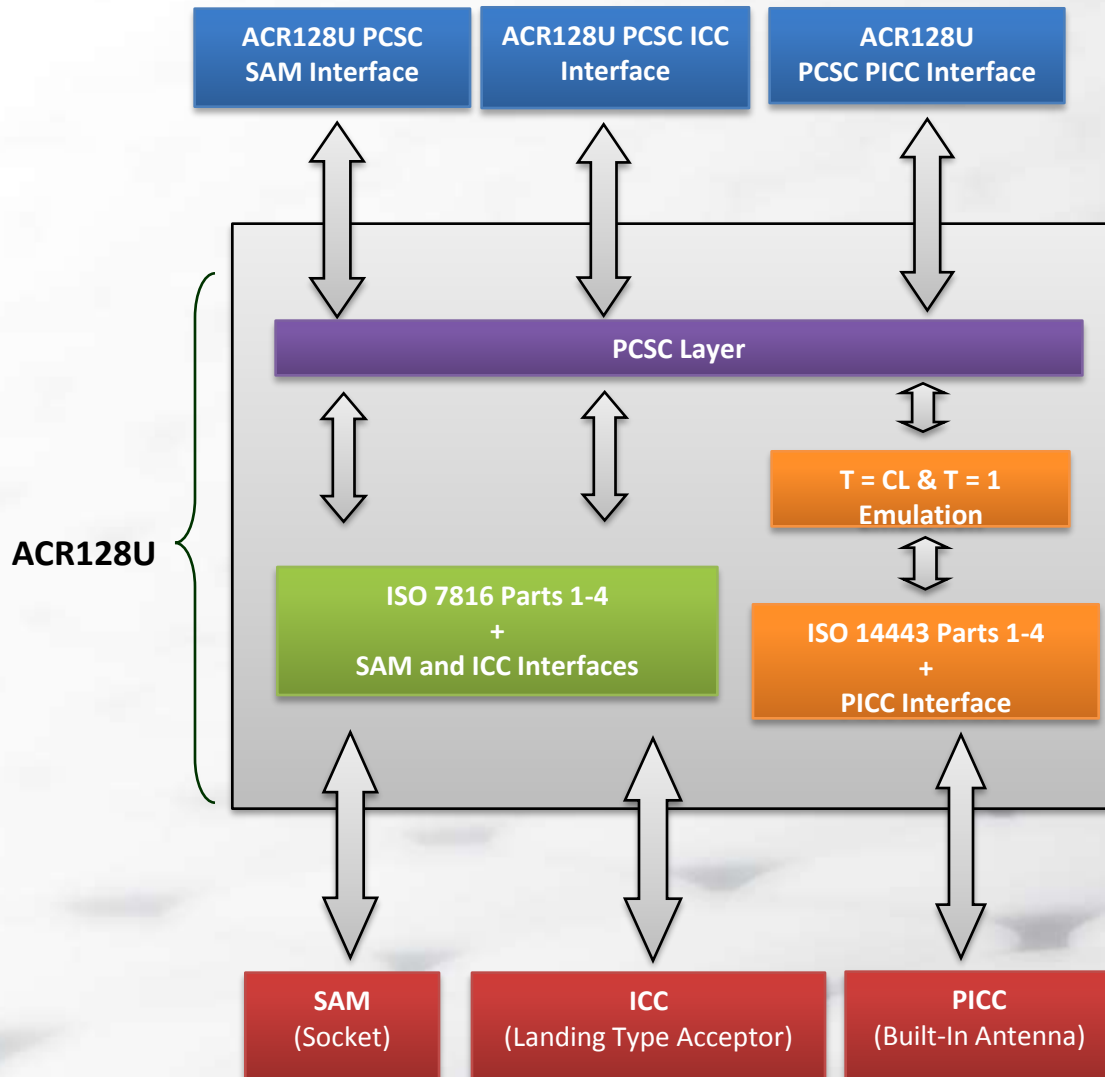 ACR128U PCSC
SAM Interface
ACR128U PCSC ICC
Interface
ACR128U
PCSC PICC Interface
PCSC Layer
T = CL & T = 1
Emulation
ACR128U
ISO 7816 Parts 1-4
+
SAM and ICC Interfaces
ISO 14443 Parts 1-4
+
PICC Interface
SAM
(Socket)
ICC
(Landing Type Acceptor)
PICC
(Built-In Antenna)